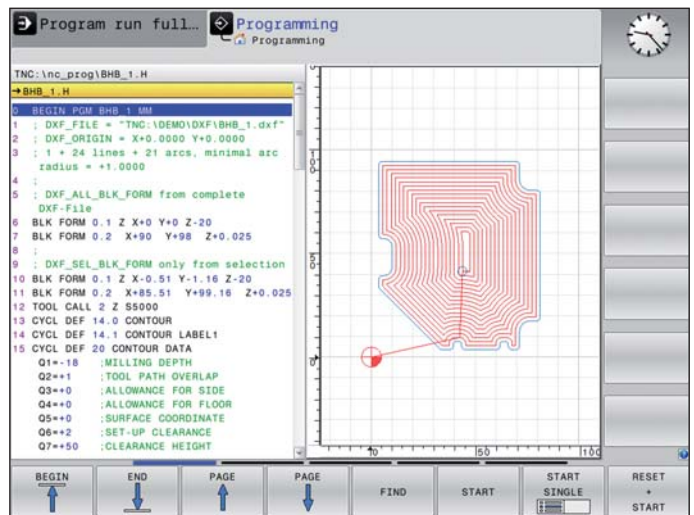 Program run full...
Programming
Programming
TNC:\nc_prog\BHB_1.H
→BHB_1.H
0 BEGIN PGM BHB_1 MM
1 ; DXF_FILE = "TNC:\DEMO\DXF\BHB_1.dxf"
2 ; DXF_ORIGIN = X+0.0000 Y+0.0000
3 ; 1 + 24 lines + 21 arcs, minimal arc
radius = +1.0000
4 ;
5 ; DXF_ALL_BLK_FORM from complete
DXF-File
6 BLK FORM 0.1 Z X+0 Y+0 Z-20
7 BLK FORM 0.2 X+90 Y+98 Z+0.025
8 ;
9 ; DXF_SEL_BLK_FORM only from selection
10 BLK FORM 0.1 Z X-0.51 Y-1.16 Z-20
11 BLK FORM 0.2 X+85.51 Y+99.16 Z+0.025
12 TOOL CALL 2 Z S5000
13 CYCL DEF 14.0 CONTOUR
14 CYCL DEF 14.1 CONTOUR LABEL1
15 CYCL DEF 20 CONTOUR DATA
Q1=-18 ;MILLING DEPTH
Q2=+1 ;TOOL PATH OVERLAP
Q3=+0 ;ALLOWANCE FOR SIDE
Q4=+0 ;ALLOWANCE FOR FLOOR
Q5=+0 ;SURFACE COORDINATE
Q6=+2 ;SET-UP CLEARANCE
Q7=+50 ;CLEARANCE HEIGHT
100
50
0
0
50
100
BEGIN
END
PAGE
PAGE
FIND
START
START
SINGLE
RESET
+
START